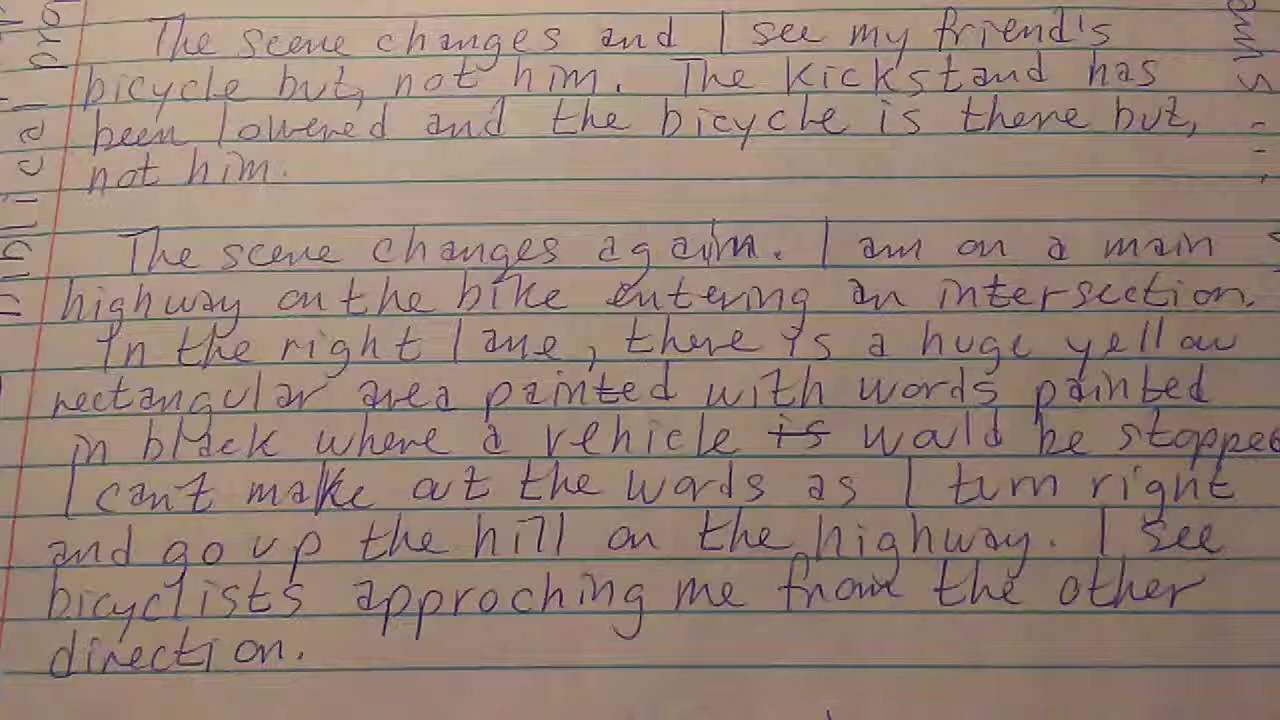 The scene changes and I see my friend's
bicycle but, not him. The kickstand has
been lowered and the bicycle is there but,
not him.
The scene changes again. I am on a main
highway on the bike entering an intersection.
In the right lane, there is a huge yellow
rectangular area painted with words painted
in black where a vehicle is would be stopped
I can't make out the words as I turn right
and go up the hill on the highway. I see
bicyclists approching me from the other
direction.